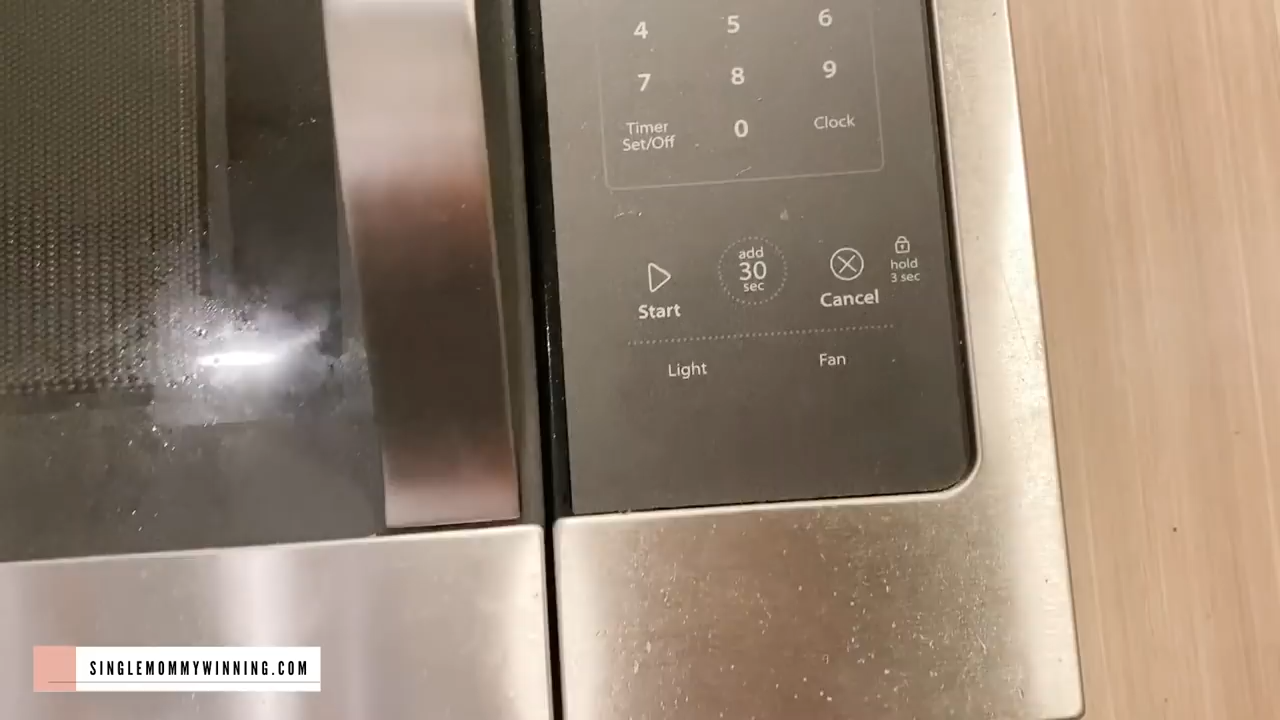 4 5 6
7 8 9
Timer
Set/Off
0
Clock
Start
add
30
sec
Cancel
hold
3 sec
Light
Fan
SINGLEMOMMYWINNING.COM